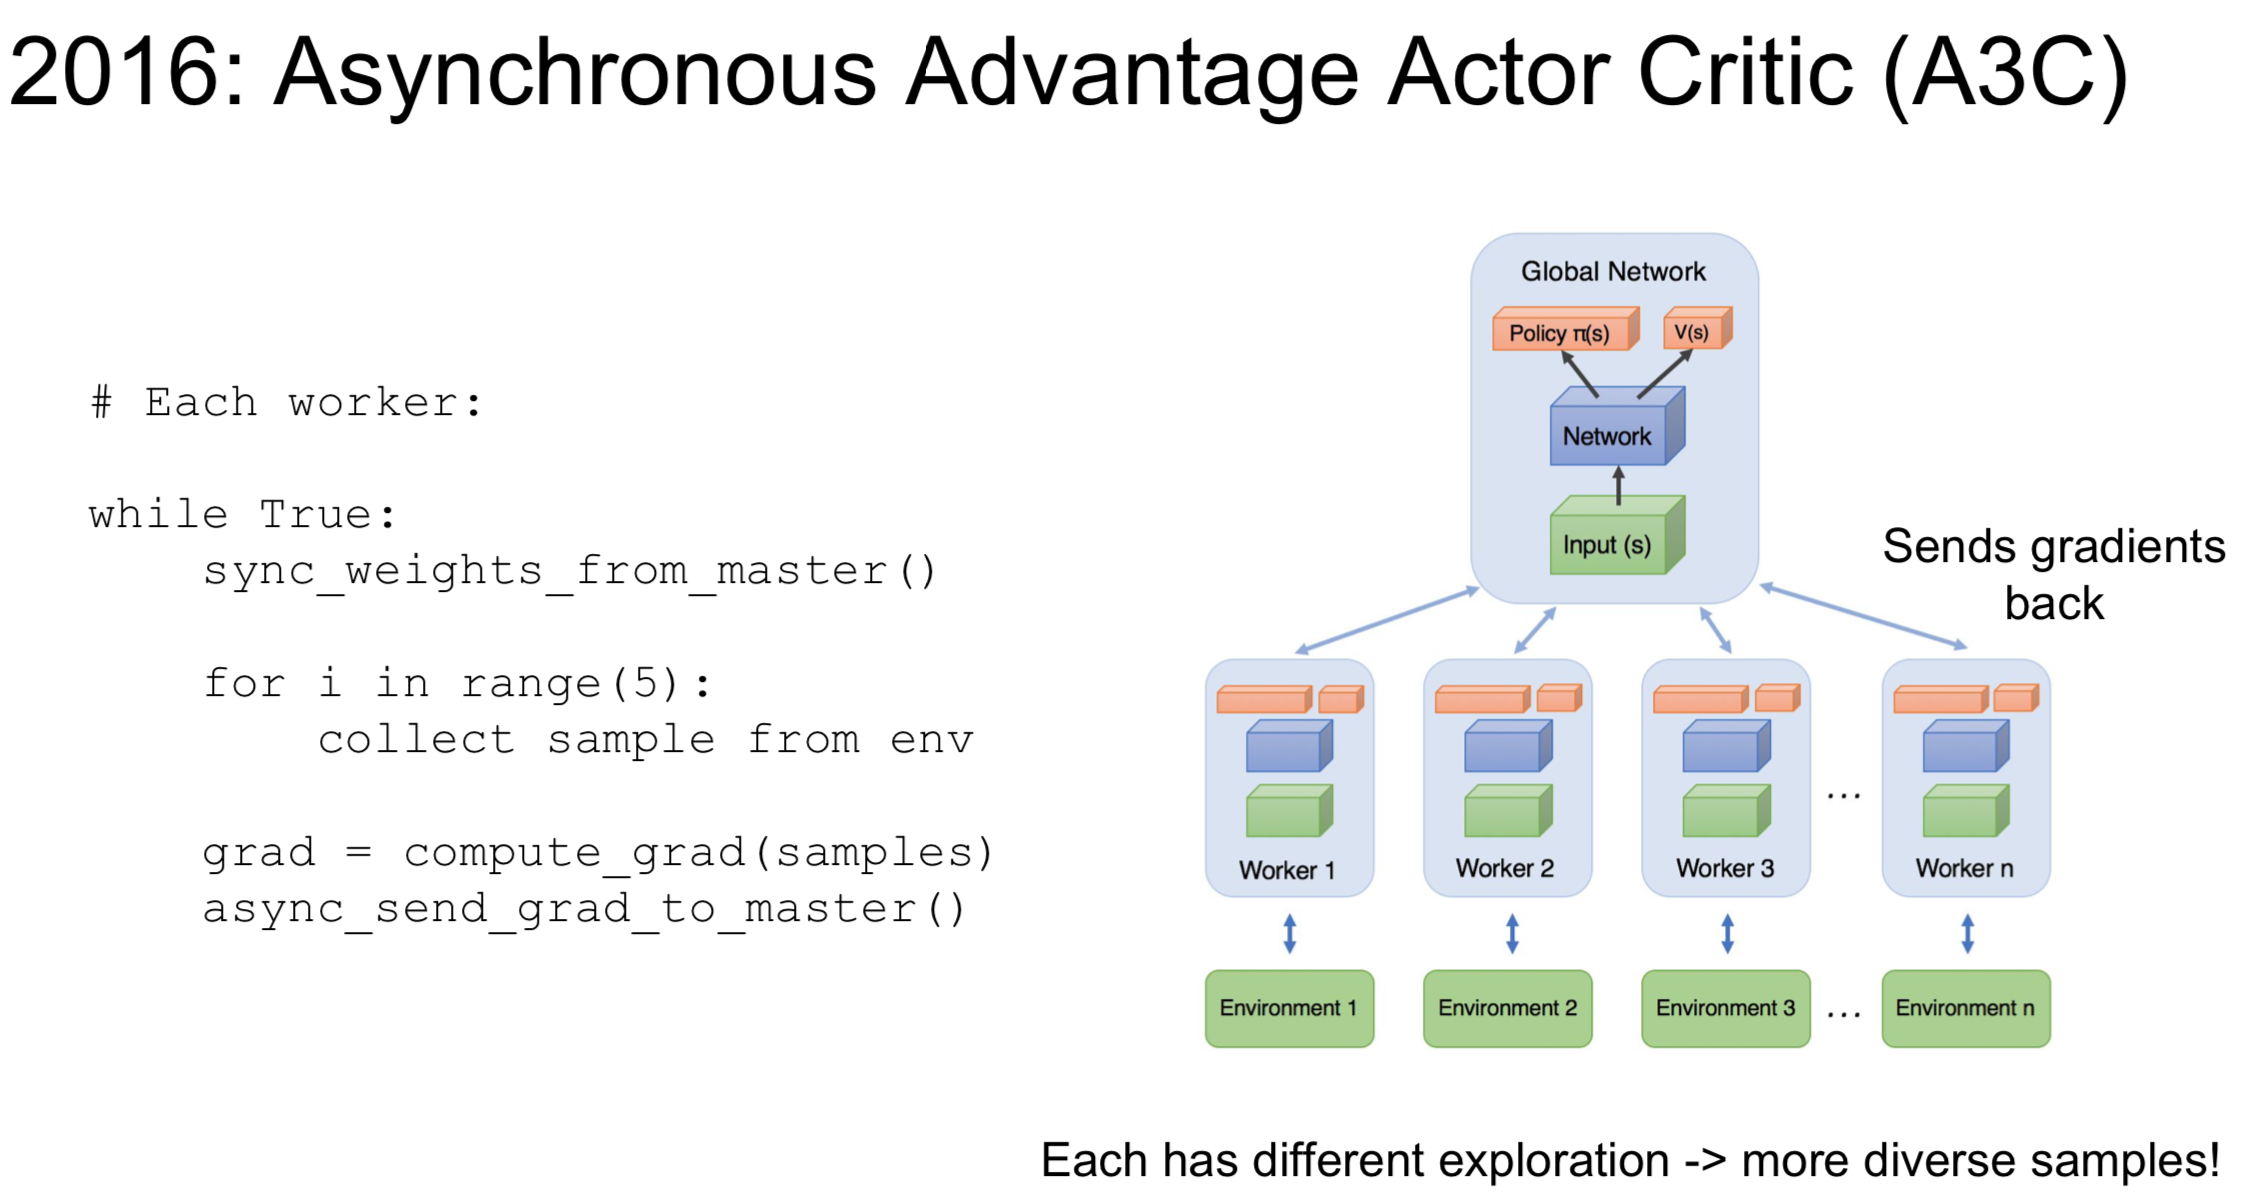 2016: Asynchronous Advantage Actor Critic (A3C)
# Each worker:
while True:
sync_weights_from_master()
for i in range(5):
collect sample from env
grad = compute_grad(samples)
async_send_grad_to_master()
Global Network
Policy π(s)
V(s)
Network
Input (s)
Sends gradients
back
...
Worker 1
Worker 2
Worker 3
Worker n
Environment 1
Environment 2
Environment 3
...
Environment n
Each has different exploration -> more diverse samples!